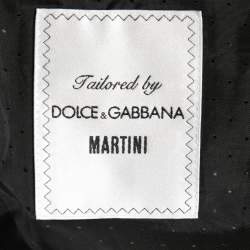 Tailored by
DOLCE & GABBANA
MARTINI